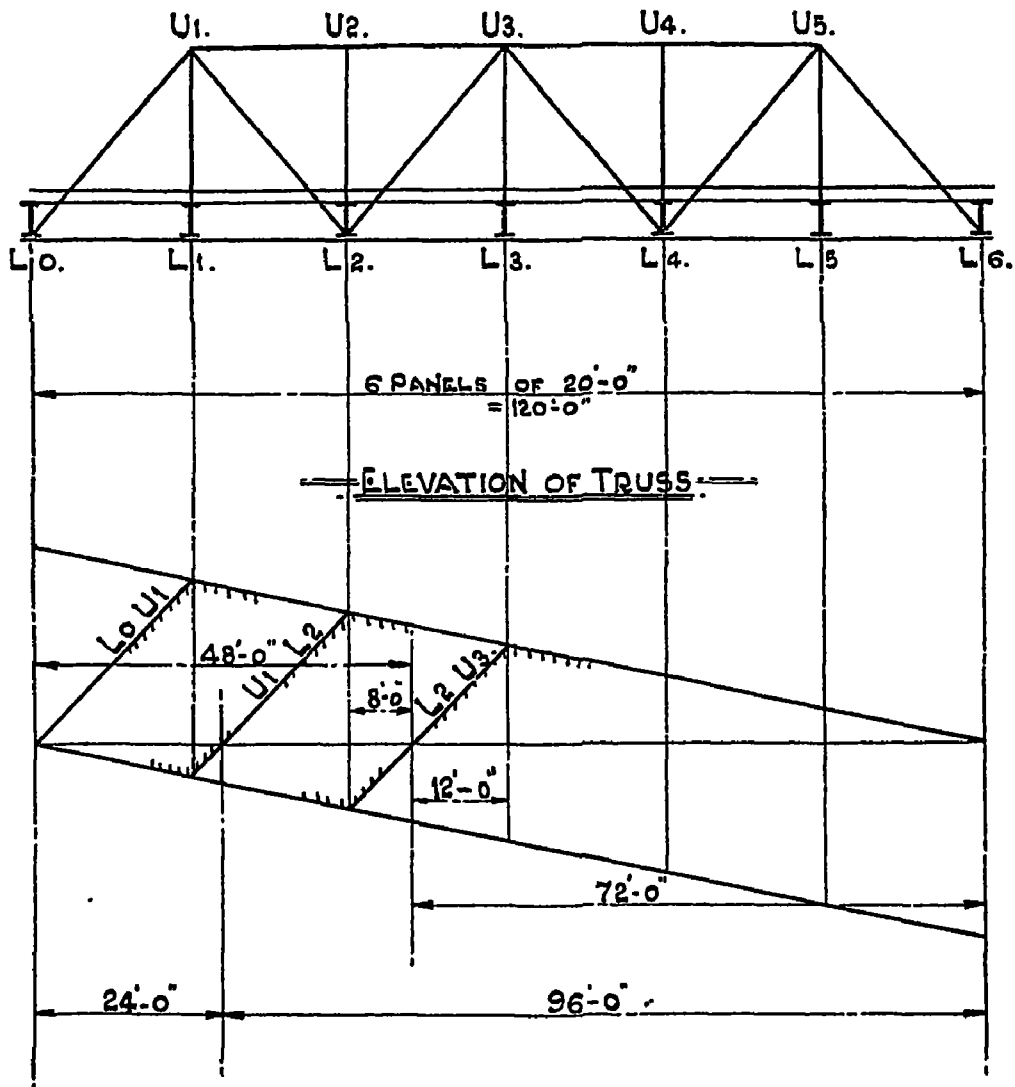 U1. U2. U3. U4. U5.
L0. L1. L2. L3. L4. L5 L6.
6 PANELS OF 20'-0"
= 120'-0"
ELEVATION OF TRUSS
L0 U1
U1 L2
L2 U3.
48'-0"
8'-0'
12'-0"
72'-0"
24'-0"
96'-0"